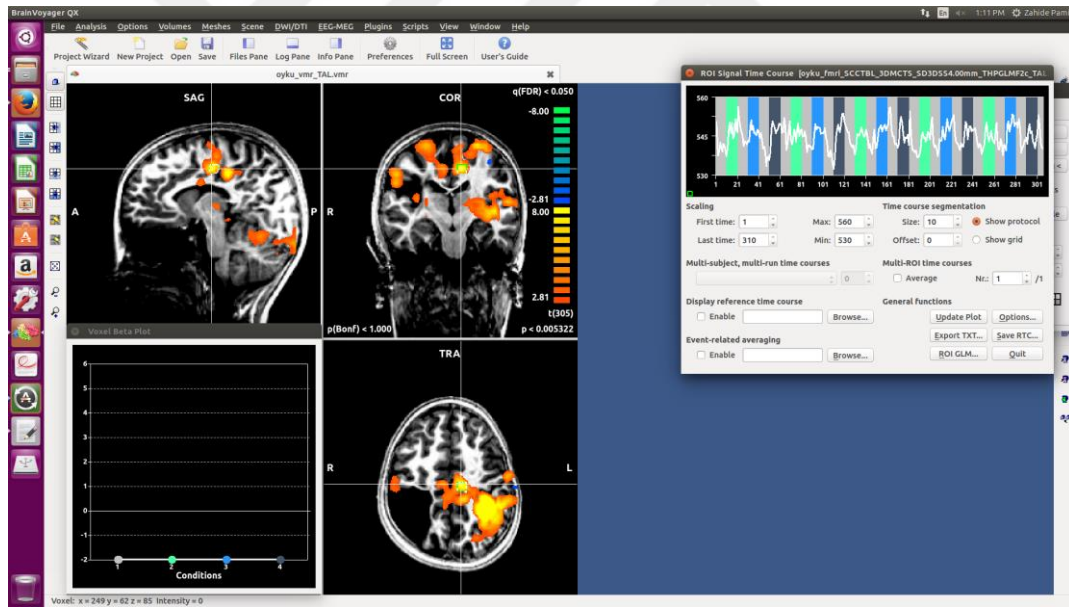 BrainVoyager QX
En 1:11 PM Zahide Pam
File Analysis Options Volumes Meshes Scene DWI/DTI EEG-MEG Plugins Scripts View Window Help
Project Wizard New Project Open Save Files Pane Log Pane Info Pane Preferences Full Screen User's Guide
oyku_vmr_TAL.vmr
SAG
A
P
COR
R
q(FDR) < 0.050
-8.00
-2.81
8.00
2.81
t(305)
p(Bonf) < 1.000
p < 0.005322
Voxel Beta Plot
6
5
4
3
2
1
0
-1
-2
1 2 3 4
Conditions
TRA
R
L
ROI Signal Time Course [oyku_fmri_SCCTBL_3DMCTS_SD3DSS4.00mm_THPGLMF2c_TAL
560
545
530
1 21 41 61 81 101 121 141 161 181 201 221 241 261 281 301
Scaling
First time: 1 Max: 560
Last time: 310 Min: 530
Time course segmentation
Size: 10 Show protocol
Offset: 0 Show grid
Multi-subject, multi-run time courses
0
Multi-ROI time courses
Average Nr.: 1 /1
Display reference time course
Enable Browse...
General functions
Update Plot Options...
Export TXT... Save RTC...
ROI GLM... Quit
Event-related averaging
Enable Browse...
Voxel: x = 249 y = 62 z = 85 Intensity = 0